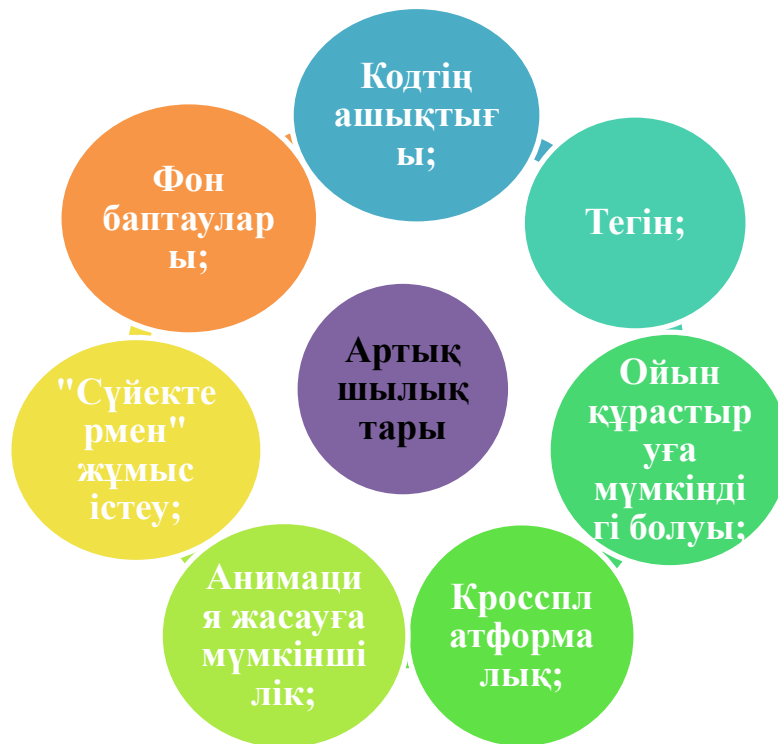 Кодтің
ашықтығ
ы;
Тегін;
Ойын
құрастыр
уға
мүмкінді
гі болуы;
Кросспл
атформа
лық;
Анимаци
я жасауға
мүмкінші
лік;
"Сүйекте
рмен"
жұмыс
істеу;
Фон
баптаулар
ы;
Артық
шылық
тары